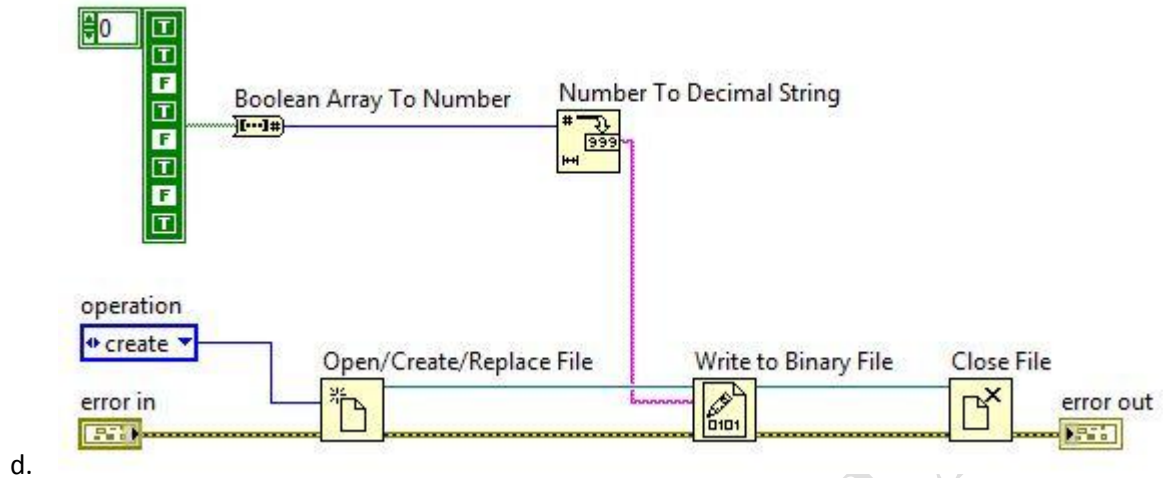 0
T
T
F
T
F
T
F
T
Boolean Array To Number
Number To Decimal String
#
999
[...]#
operation
create
Open/Create/Replace File
Write to Binary File
Close File
error in
0101
error out
d.